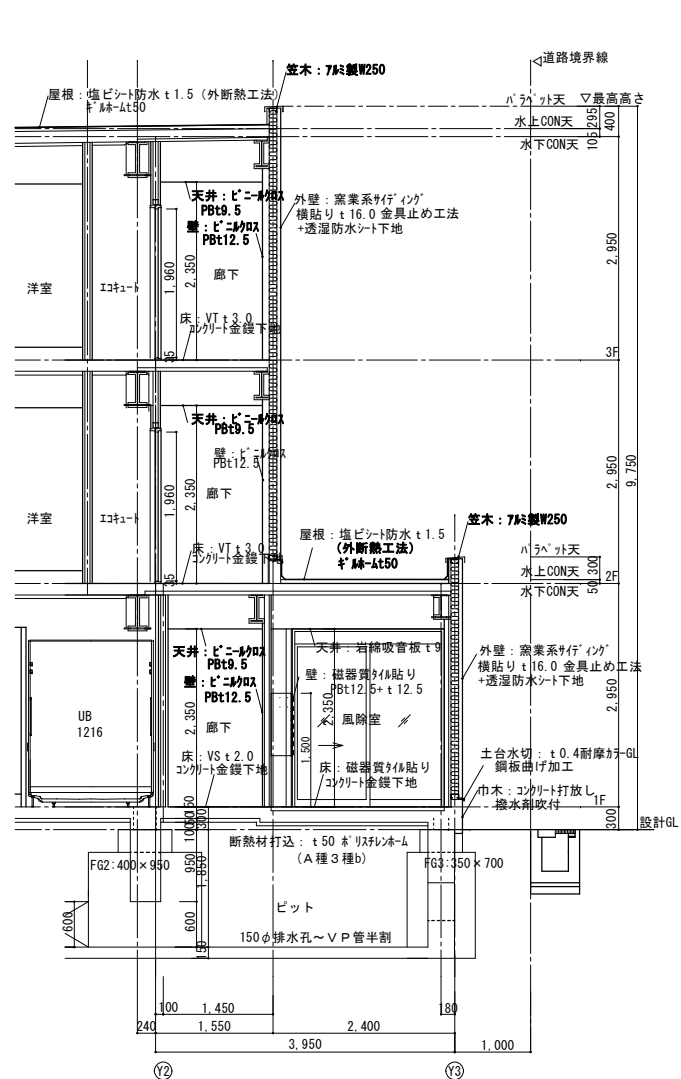 道路境界線
笠木：ｱﾙﾐ製W250
屋根：塩ビシート防水ｔ1.5（外断熱工法）
ｷﾞﾙﾎｰﾑt50
ﾊﾟﾗﾍﾟｯﾄ天 ▽最高高さ
水上CON天
水下CON天
295
105
400
天井：ﾋﾞﾆｰﾙｸﾛｽ
PBt9.5
壁：ﾋﾞﾆﾙｸﾛｽ
PBt12.5
外壁：窯業系ｻｲﾃﾞｨﾝｸﾞ
横貼りｔ16.0 金具止め工法
+透湿防水ｼｰﾄ下地
2,950
1,960
2,350
廊下
洋室
ｴｺｷｭｰﾄ
床：VTｔ3.0
ｺﾝｸﾘｰﾄ金鏝下地
35
3F
天井：ﾋﾞﾆｰﾙｸﾛｽ
PBt9.5
壁：ﾋﾞﾆﾙｸﾛｽ
PBt12.5
2,950
9,750
1,960
2,350
廊下
洋室
ｴｺｷｭｰﾄ
屋根：塩ビシート防水ｔ1.5
（外断熱工法）
ｷﾞﾙﾎｰﾑt50
笠木：ｱﾙﾐ製W250
床：VTｔ3.0
ｺﾝｸﾘｰﾄ金鏝下地
35
ﾊﾟﾗﾍﾟｯﾄ天
水上CON天
2F
水下CON天
300
50
天井：ﾋﾞﾆｰﾙｸﾛｽ
PBt9.5
天井：岩綿吸音板ｔ9
外壁：窯業系ｻｲﾃﾞｨﾝｸﾞ
横貼りｔ16.0 金具止め工法
+透湿防水ｼｰﾄ下地
壁：ﾋﾞﾆﾙｸﾛｽ
PBt12.5
壁：磁器質ﾀｲﾙ貼り
PBt12.5+ｔ12.5
2,950
UB
1216
2,350
廊下
2,350
風除室
1,500
床：VSｔ2.0
ｺﾝｸﾘｰﾄ金鏝下地
床：磁器質ﾀｲﾙ貼り
ｺﾝｸﾘｰﾄ金鏝下地
土台水切：ｔ0.4耐摩ｶﾗｰGL
鋼板曲げ加工
巾木：ｺﾝｸﾘｰﾄ打放し
撥水剤吹付
1F
300
設計GL
断熱材打込：ｔ50 ﾎﾟﾘｽﾁﾚﾝﾎｰﾑ
（Ａ種３種b）
FG2:400×950
FG3:350×700
950
1,850
300
ピット
600
600
150φ排水孔～ＶＰ管半割
150
100
1,450
180
240
1,550
2,400
3,950
1,000
Y2
Y3